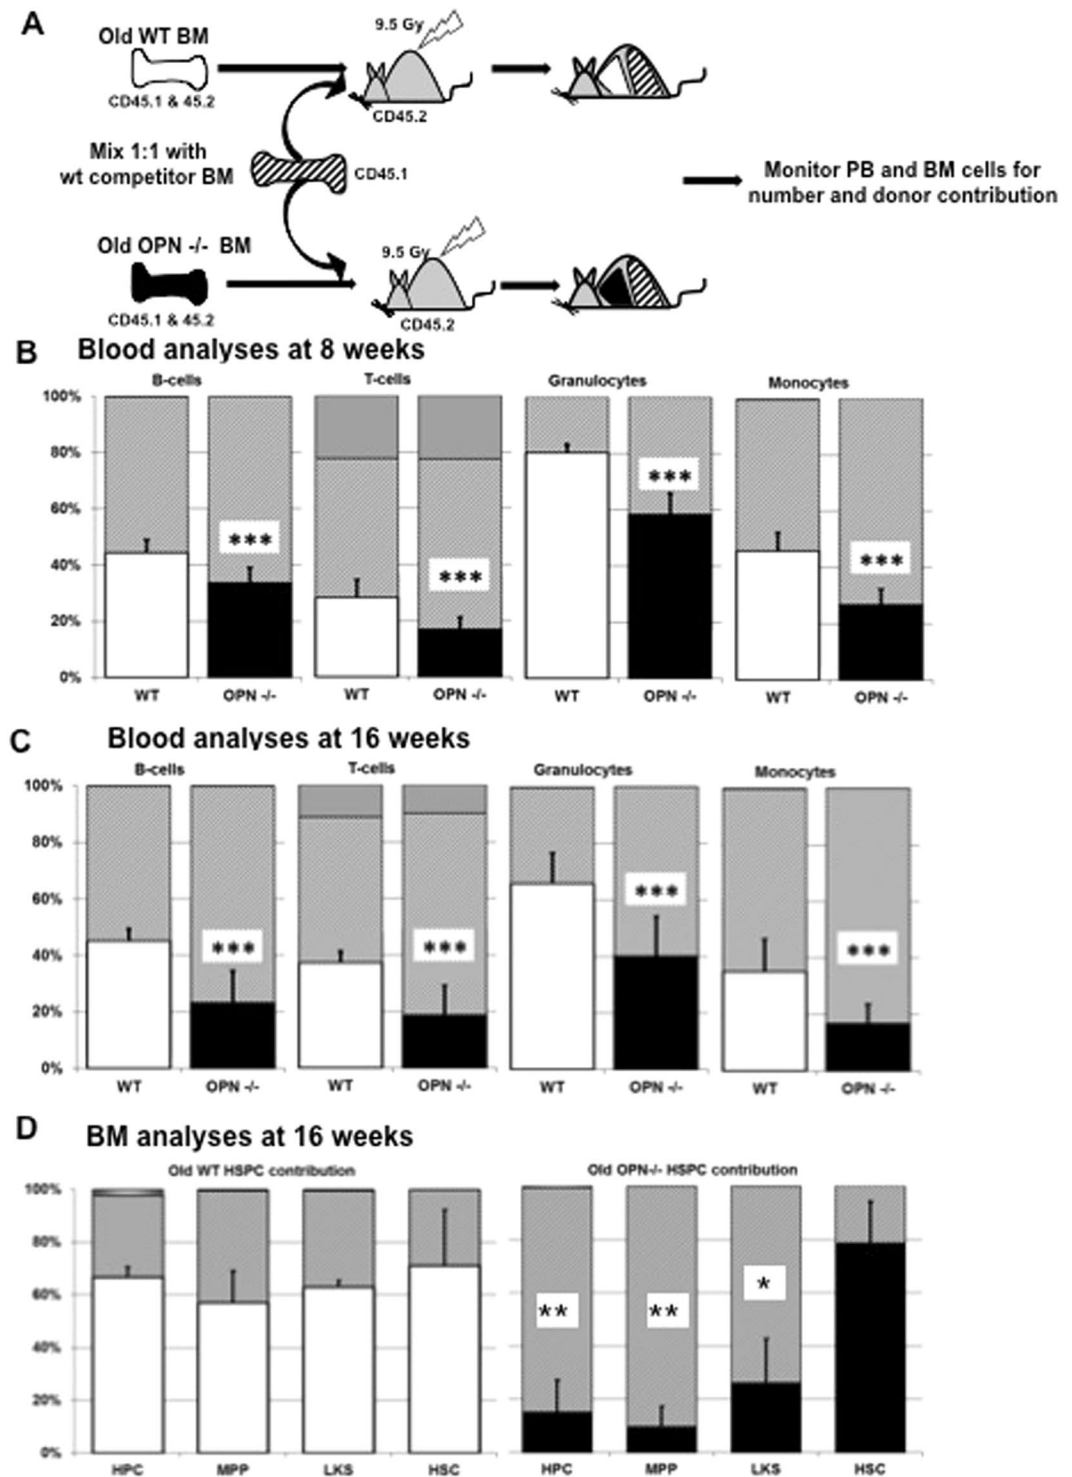 A
Old WT BM
CD45.1 & 45.2
9.5 Gy
CD45.2
Mix 1:1 with
wt competitor BM
CD45.1
Monitor PB and BM cells for
number and donor contribution
Old OPN -/- BM
CD45.1 & 45.2
9.5 Gy
CD45.2
B
Blood analyses at 8 weeks
B-cells T-cells Granulocytes Monocytes
100%
80%
60%
40%
20%
0%
*** *** *** ***
WT OPN -/- WT OPN -/- WT OPN -/- WT OPN -/-
C
Blood analyses at 16 weeks
B-cells T-cells Granulocytes Monocytes
100%
80%
60%
40%
20%
0%
*** *** *** ***
WT OPN -/- WT OPN -/- WT OPN -/- WT OPN -/-
D
BM analyses at 16 weeks
Old WT HSPC contribution Old OPN-/- HSPC contribution
100%
80%
60%
40%
20%
0%
** ** *
HPC MPP LKS HSC HPC MPP LKS HSC